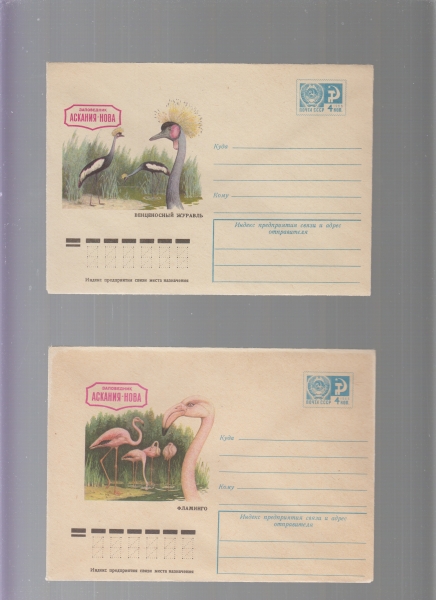 ЗАПОВЕДНИК
АСКАНИЯ-НОВА
ПОЧТА СССР 4 КОП
Куда
Кому
ВЕНЦЕНОСНЫЙ ЖУРАВЛЬ
Индекс предприятия связи и адрес
отправителя
Индекс предприятия связи места назначения
ЗАПОВЕДНИК
АСКАНИЯ-НОВА
ПОЧТА СССР 4 КОП
Куда
Кому
ФЛАМИНГО
Индекс предприятия связи и адрес
отправителя
Индекс предприятия связи места назначения